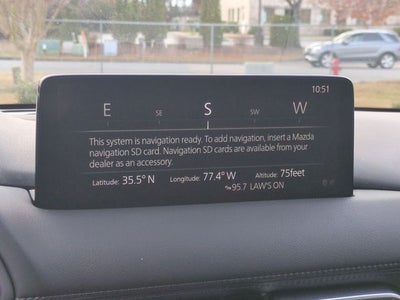 10:51
E SE S SW W
This system is navigation ready. To add navigation, insert a Mazda
navigation SD card. Navigation SD cards are available from your
dealer as an accessory.
Latitude: 35.5° N Longitude: 77.4° W Altitude: 75feet
95.7 LAW'S ON